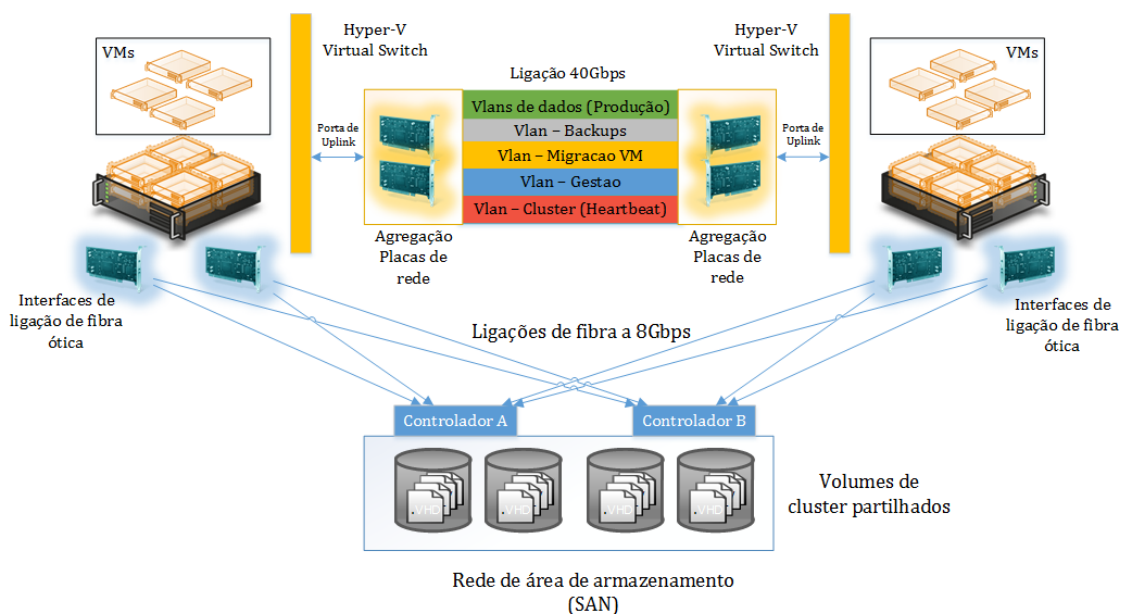 VMs
Hyper-V
Virtual Switch
Hyper-V
Virtual Switch
VMs
Ligação 40Gbps
Vlans de dados (Produção)
Vlan – Backups
Vlan – Migracao VM
Vlan – Gestao
Vlan – Cluster (Heartbeat)
Porta de
Uplink
Porta de
Uplink
Agregação
Placas de
rede
Agregação
Placas de
rede
Interfaces de
ligação de fibra
ótica
Ligações de fibra a 8Gbps
Interfaces de
ligação de fibra
ótica
Controlador A
Controlador B
.VHD
.VHD
.VHD
.VHD
Volumes de
cluster partilhados
Rede de área de armazenamento
(SAN)